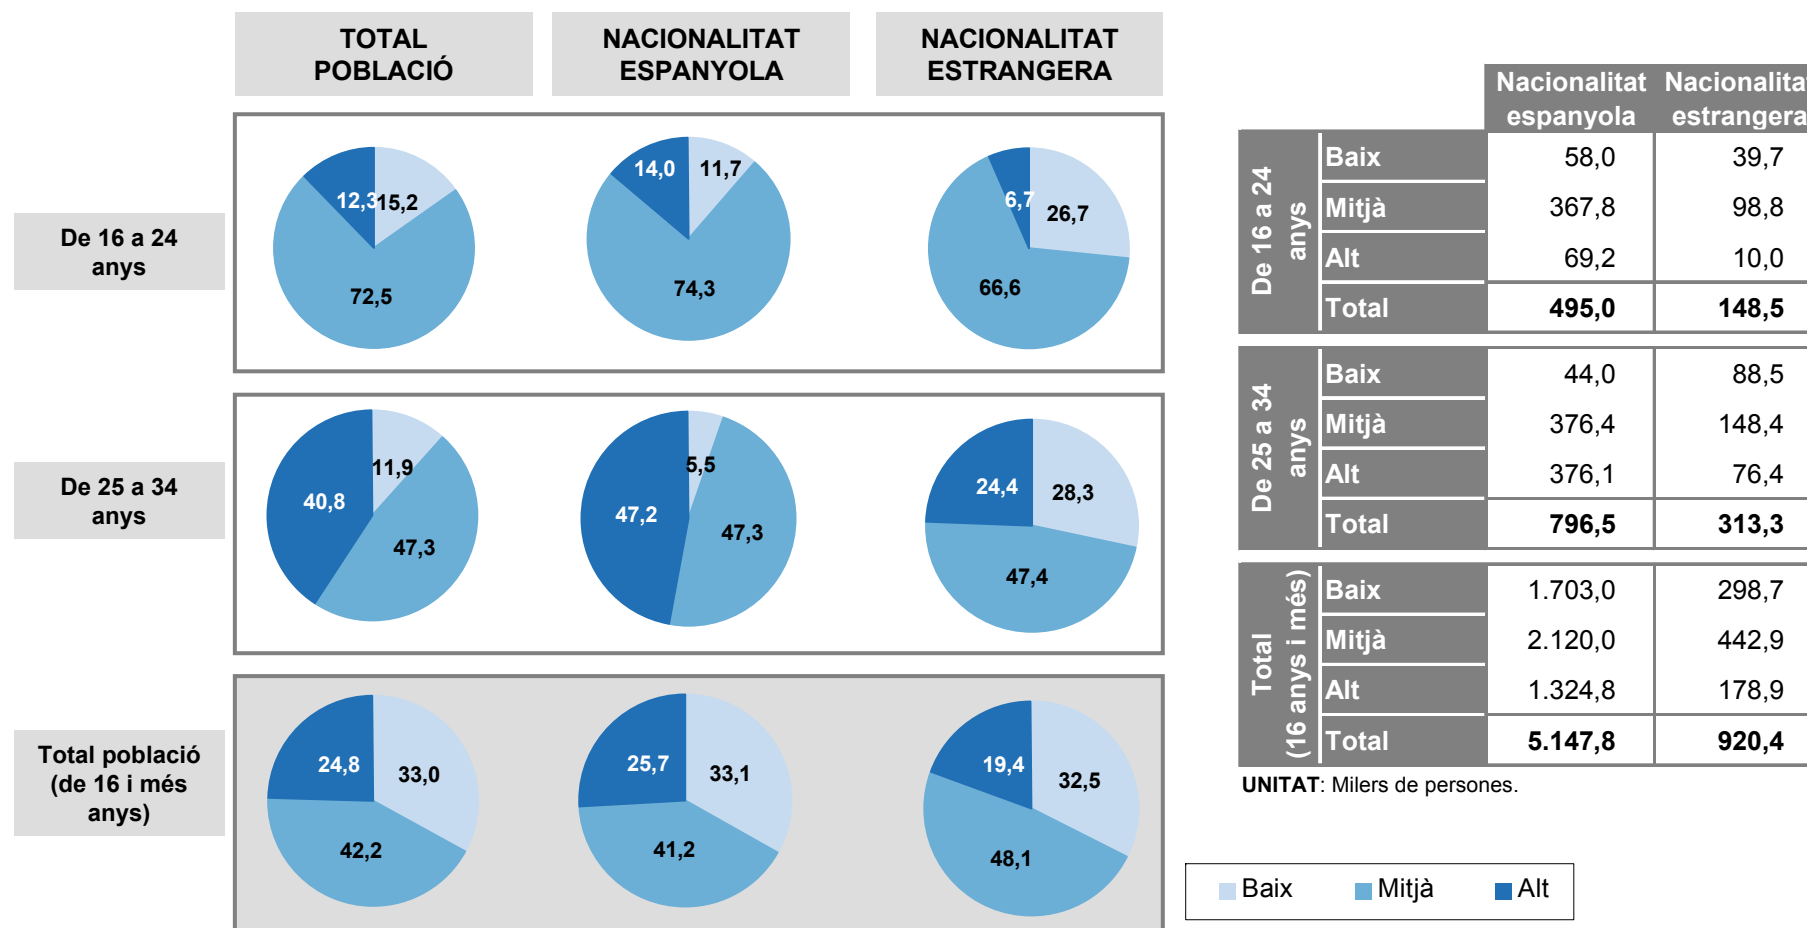 TOTAL
POBLACIÓ
NACIONALITAT
ESPANYOLA
NACIONALITAT
ESTRANGERA
De 16 a 24
anys
12,3
15,2
72,5
14,0
11,7
74,3
6,7
26,7
66,6
De 25 a 34
anys
40,8
11,9
47,3
47,2
5,5
47,3
24,4
28,3
47,4
Total població
(de 16 i més
anys)
24,8
33,0
42,2
25,7
33,1
41,2
19,4
32,5
48,1
Nacionalitat Nacionalitat
espanyola estrangera
De 16 a 24
anys
Baix 58,0 39,7
Mitjà 367,8 98,8
Alt 69,2 10,0
Total 495,0 148,5
De 25 a 34
anys
Baix 44,0 88,5
Mitjà 376,4 148,4
Alt 376,1 76,4
Total 796,5 313,3
Total
(16 anys i més)
Baix 1.703,0 298,7
Mitjà 2.120,0 442,9
Alt 1.324,8 178,9
Total 5.147,8 920,4
UNITAT: Milers de persones.
Baix Mitjà Alt